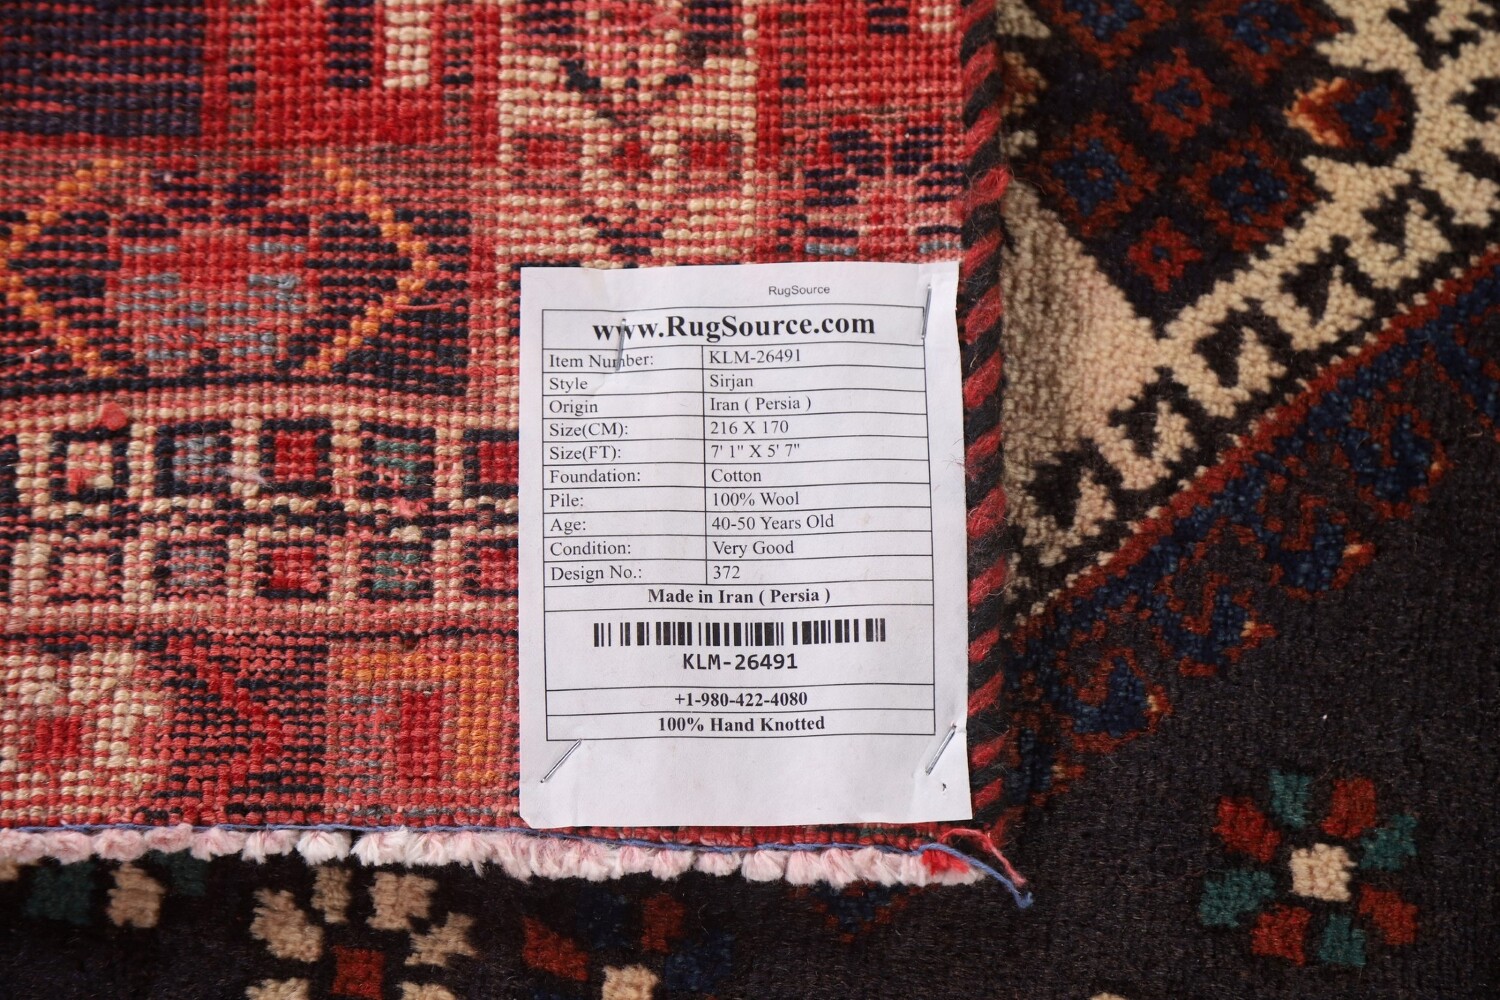 RugSource
www.RugSource.com
Item Number: KLM-26491
Style Sirjan
Origin Iran ( Persia )
Size(CM): 216 X 170
Size(FT): 7' 1" X 5' 7"
Foundation: Cotton
Pile: 100% Wool
Age: 40-50 Years Old
Condition: Very Good
Design No.: 372
Made in Iran ( Persia )
KLM-26491
+1-980-422-4080
100% Hand Knotted